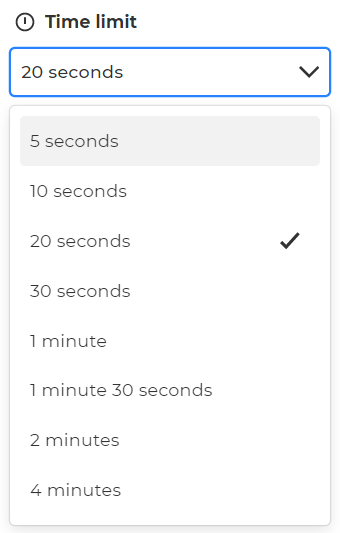 Time limit
20 seconds
5 seconds
10 seconds
20 seconds
30 seconds
1 minute
1 minute 30 seconds
2 minutes
4 minutes